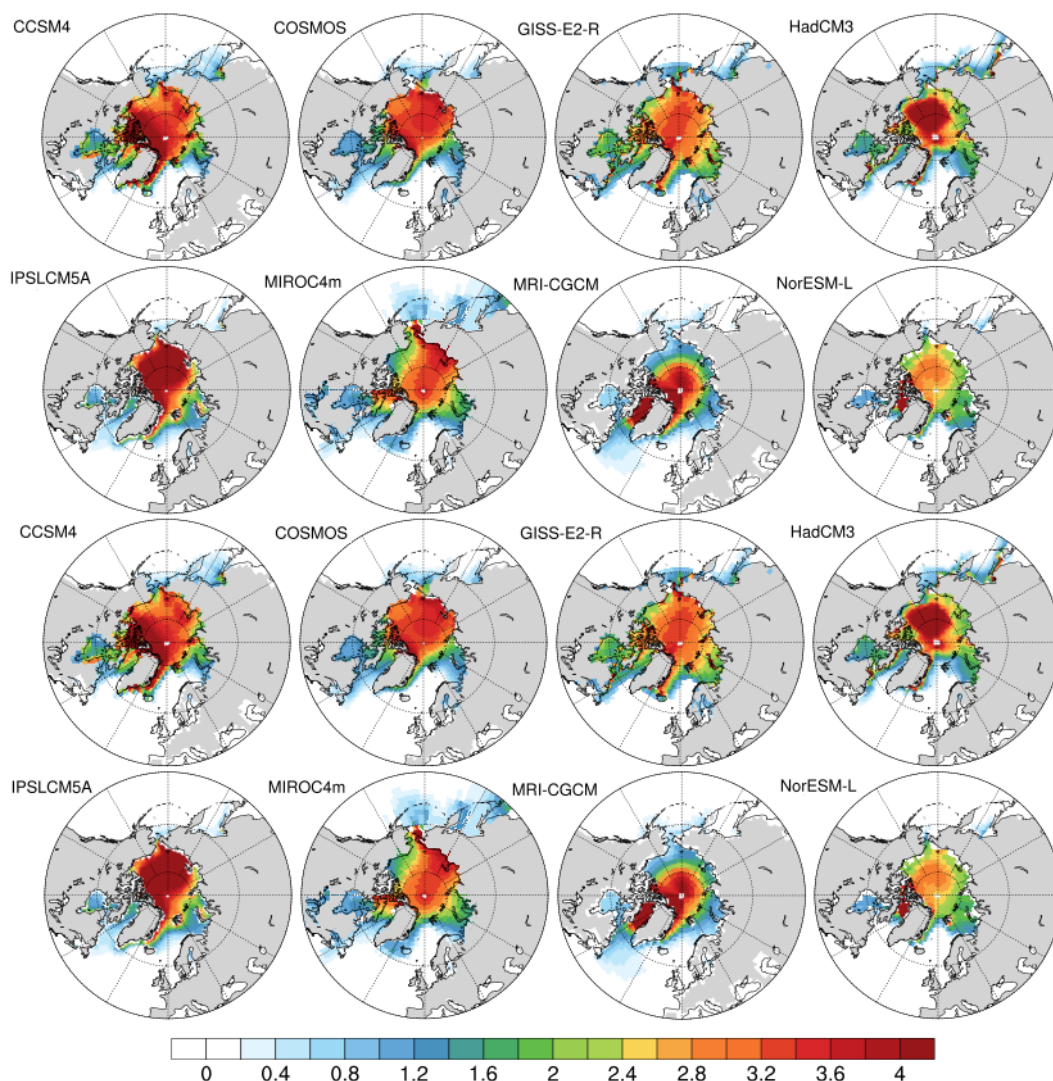 CCSM4 COSMOS GISS-E2-R HadCM3
IPSLCM5A MIROC4m MRI-CGCM NorESM-L
CCSM4 COSMOS GISS-E2-R HadCM3
IPSLCM5A MIROC4m MRI-CGCM NorESM-L
0 0.4 0.8 1.2 1.6 2 2.4 2.8 3.2 3.6 4